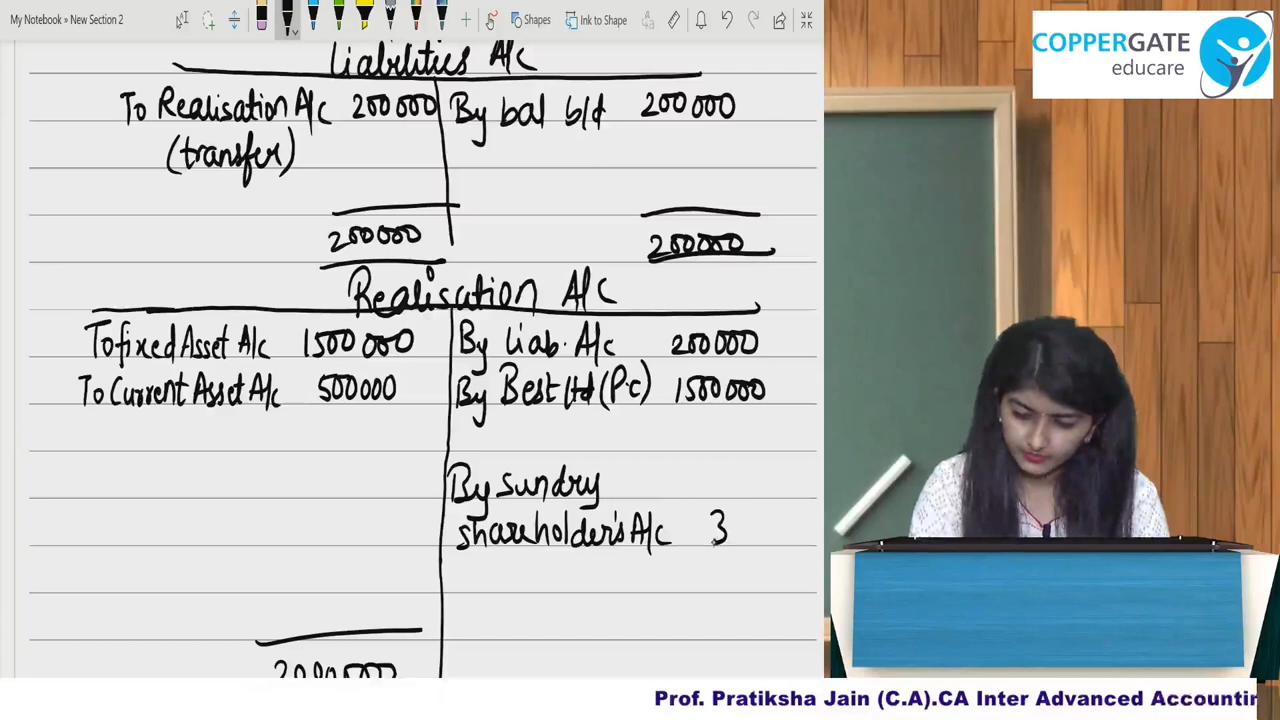 My Notebook » New Section 2
Shapes
Ink to Shape
COPPERGATE
educare
Liabilities A/c
To Realisation A/c 200000 By bal b/d 200000
(transfer)
200000 200000
Realisation A/c
To fixed Asset A/c 1500000 By Liab. A/c 200000
To Current Asset A/c 500000 By Best Ltd (P.c) 1500000
By sundry
shareholder's A/c 3
2000000
Prof. Pratiksha Jain (C.A).CA Inter Advanced Accountin